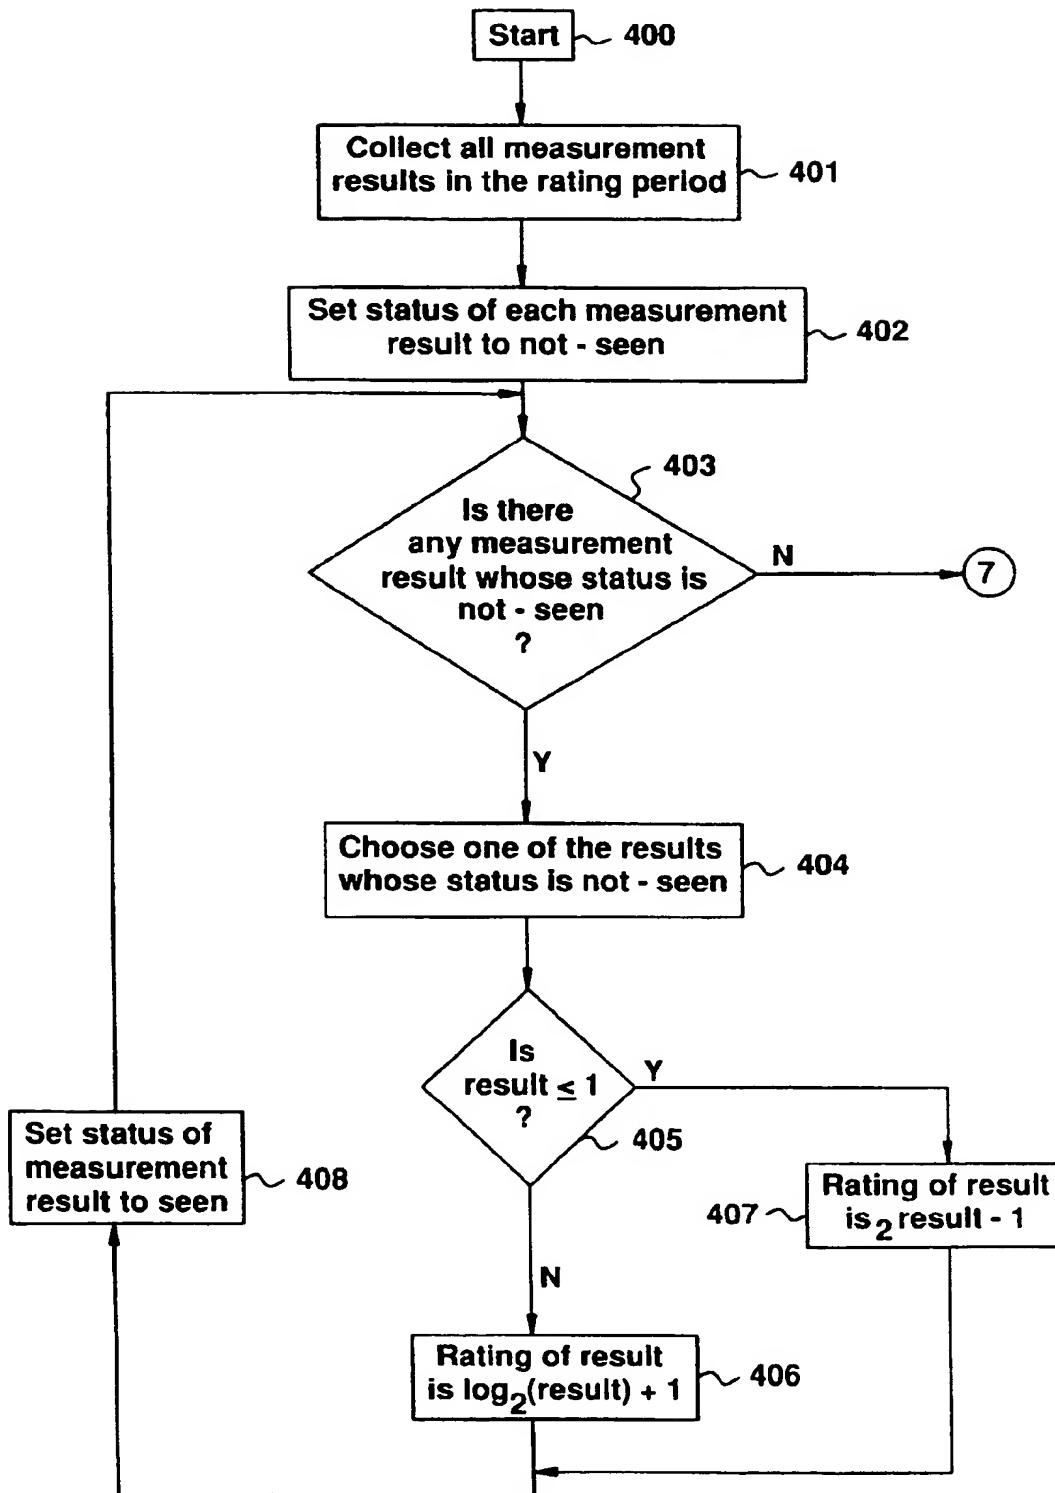 Start
400
Collect all measurement
results in the rating period
401
Set status of each measurement
result to not - seen
402
403
Is there
any measurement
result whose status is
not - seen
?
N
7
Y
Choose one of the results
whose status is not - seen
404
Is
result ≤ 1
?
Y
405
Set status of
measurement
result to seen
408
Rating of result
is 2 result - 1
407
N
Rating of result
is log2(result) + 1
406